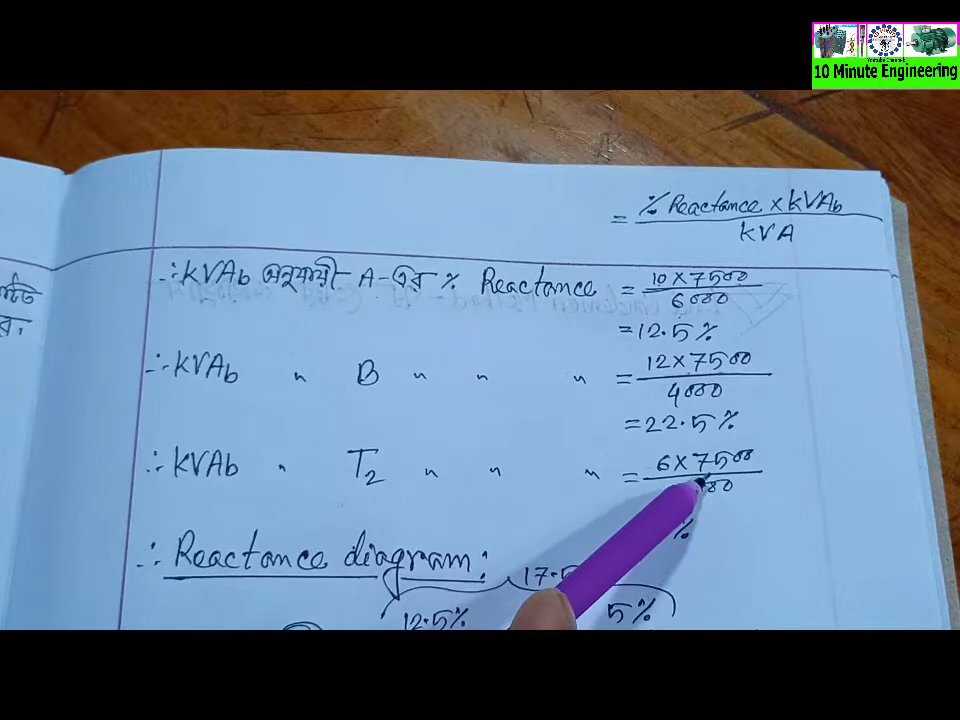 10 Minute Engineering
= % Reactance × KVAb / KVA
∴ KVAb অনুযায়ী A-এর % Reactance = 10 × 7500 / 6000
= 12.5%
∴ KVAb " B " " " = 12 × 7500 / 4000
= 22.5%
∴ KVAb " T₂ " " " = 6 × 7500
%
∴ Reactance diagram:
17.5
12.5% 5%